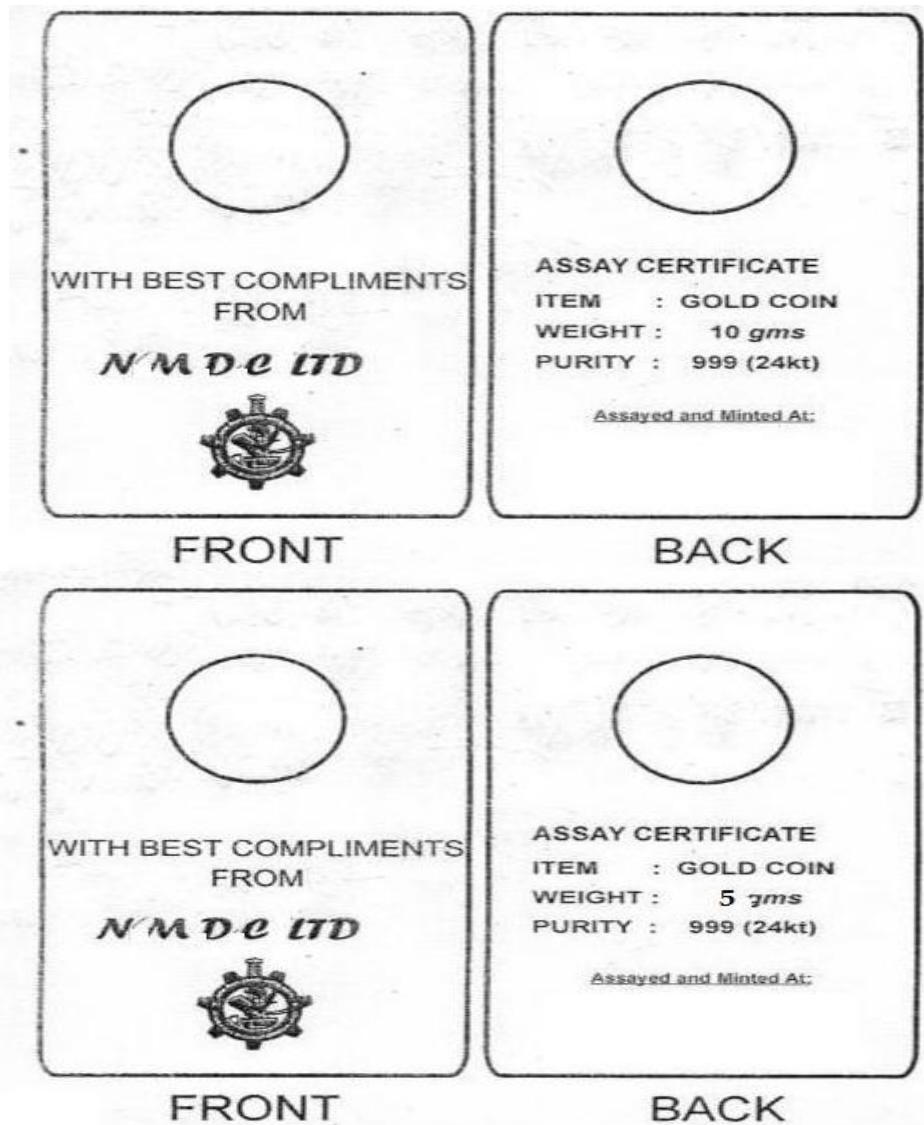 WITH BEST COMPLIMENTS
FROM
N M D C LTD
FRONT
ASSAY CERTIFICATE
ITEM : GOLD COIN
WEIGHT : 10 gms
PURITY : 999 (24kt)
Assayed and Minted At:
BACK
WITH BEST COMPLIMENTS
FROM
N M D C LTD
FRONT
ASSAY CERTIFICATE
ITEM : GOLD COIN
WEIGHT : 5 gms
PURITY : 999 (24kt)
Assayed and Minted At:
BACK